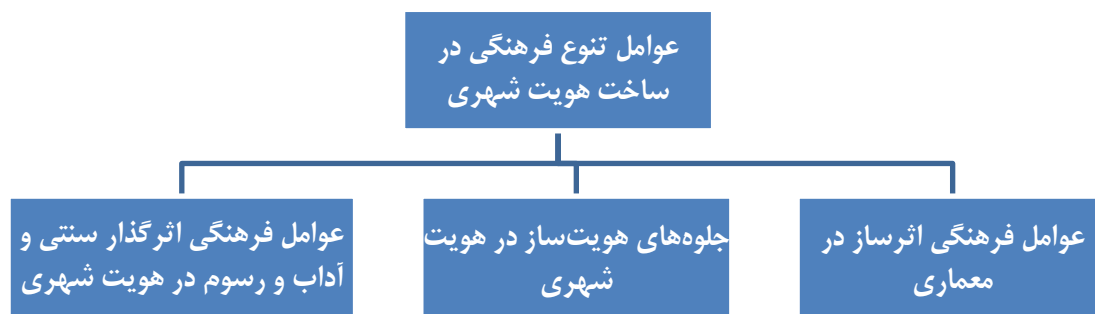 عوامل تنوع فرهنگی در
ساخت هویت شهری
عوامل فرهنگی اثرساز در
معماری
جلوه‌های هویت‌ساز در هویت
شهری
عوامل فرهنگی اثرگذار سنتی و
آداب و رسوم در هویت شهری